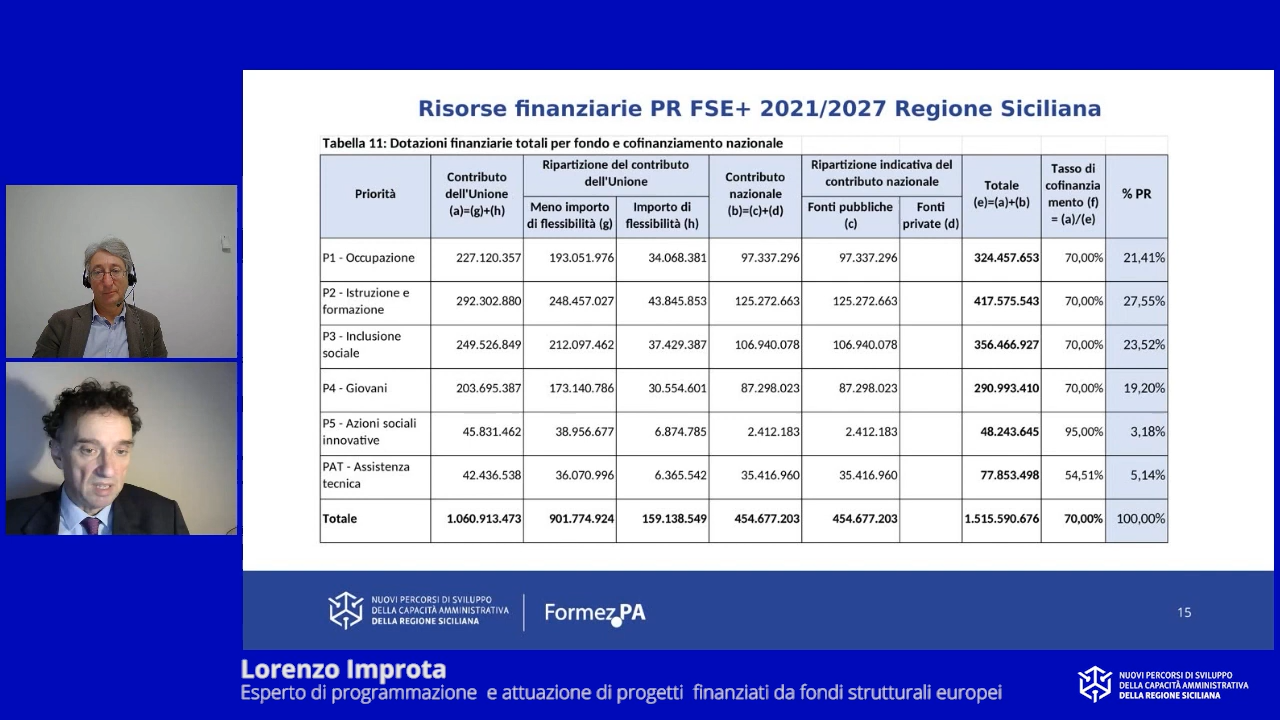 Risorse finanziarie PR FSE+ 2021/2027 Regione Siciliana
Tabella 11: Dotazioni finanziarie totali per fondo e cofinanziamento nazionale
Priorità
Contributo
dell'Unione
(a)=(g)+(h)
Ripartizione del contributo
dell'Unione
Meno importo
di flessibilità (g)
Importo di
flessibilità (h)
Contributo
nazionale
(b)=(c)+(d)
Ripartizione indicativa del
contributo nazionale
Fonti pubbliche
(c)
Fonti
private (d)
Totale
(e)=(a)+(b)
Tasso di
cofinanzia
mento (f)
= (a)/(e)
% PR
P1 - Occupazione 227.120.357 193.051.976 34.068.381 97.337.296 97.337.296 324.457.653 70,00% 21,41%
P2 - Istruzione e
formazione 292.302.880 248.457.027 43.845.853 125.272.663 125.272.663 417.575.543 70,00% 27,55%
P3 - Inclusione
sociale 249.526.849 212.097.462 37.429.387 106.940.078 106.940.078 356.466.927 70,00% 23,52%
P4 - Giovani 203.695.387 173.140.786 30.554.601 87.298.023 87.298.023 290.993.410 70,00% 19,20%
P5 - Azioni sociali
innovative 45.831.462 38.956.677 6.874.785 2.412.183 2.412.183 48.243.645 95,00% 3,18%
PAT - Assistenza
tecnica 42.436.538 36.070.996 6.365.542 35.416.960 35.416.960 77.853.498 54,51% 5,14%
Totale 1.060.913.473 901.774.924 159.138.549 454.677.203 454.677.203 1.515.590.676 70,00% 100,00%
NUOVI PERCORSI DI SVILUPPO
DELLA CAPACITÀ AMMINISTRATIVA
DELLA REGIONE SICILIANA
Formez PA
15
Lorenzo Improta
Esperto di programmazione e attuazione di progetti finanziati da fondi strutturali europei
NUOVI PERCORSI DI SVILUPPO
DELLA CAPACITÀ AMMINISTRATIVA
DELLA REGIONE SICILIANA